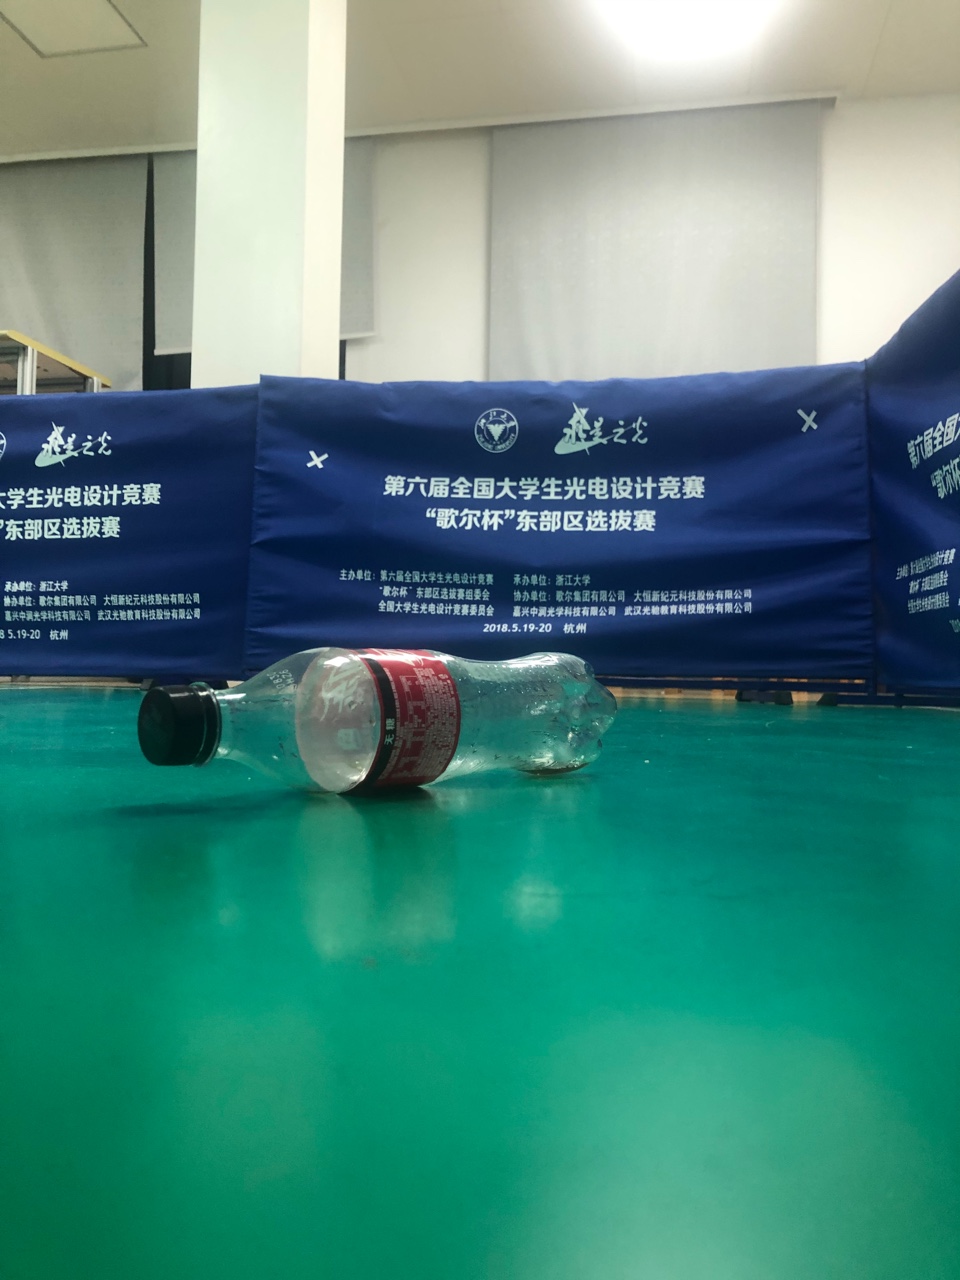 第六届全国大学生光电设计竞赛
“歌尔杯”东部区选拔赛
主办单位：第六届全国大学生光电设计竞赛
“歌尔杯”东部区选拔赛组委会
全国大学生光电设计竞赛委员会
承办单位：浙江大学
协办单位：歌尔集团有限公司 大恒新纪元科技股份有限公司
嘉兴中润光学科技有限公司 武汉光驰教育科技股份有限公司
2018.5.19-20 杭州
之光
大学生光电设计竞赛
”东部区选拔赛
承办单位：浙江大学
协办单位：歌尔集团有限公司 大恒新纪元科技股份有限公司
嘉兴中润光学科技有限公司 武汉光驰教育科技股份有限公司
8 5.19-20 杭州
之光
第六届全国
“歌尔杯
无糖